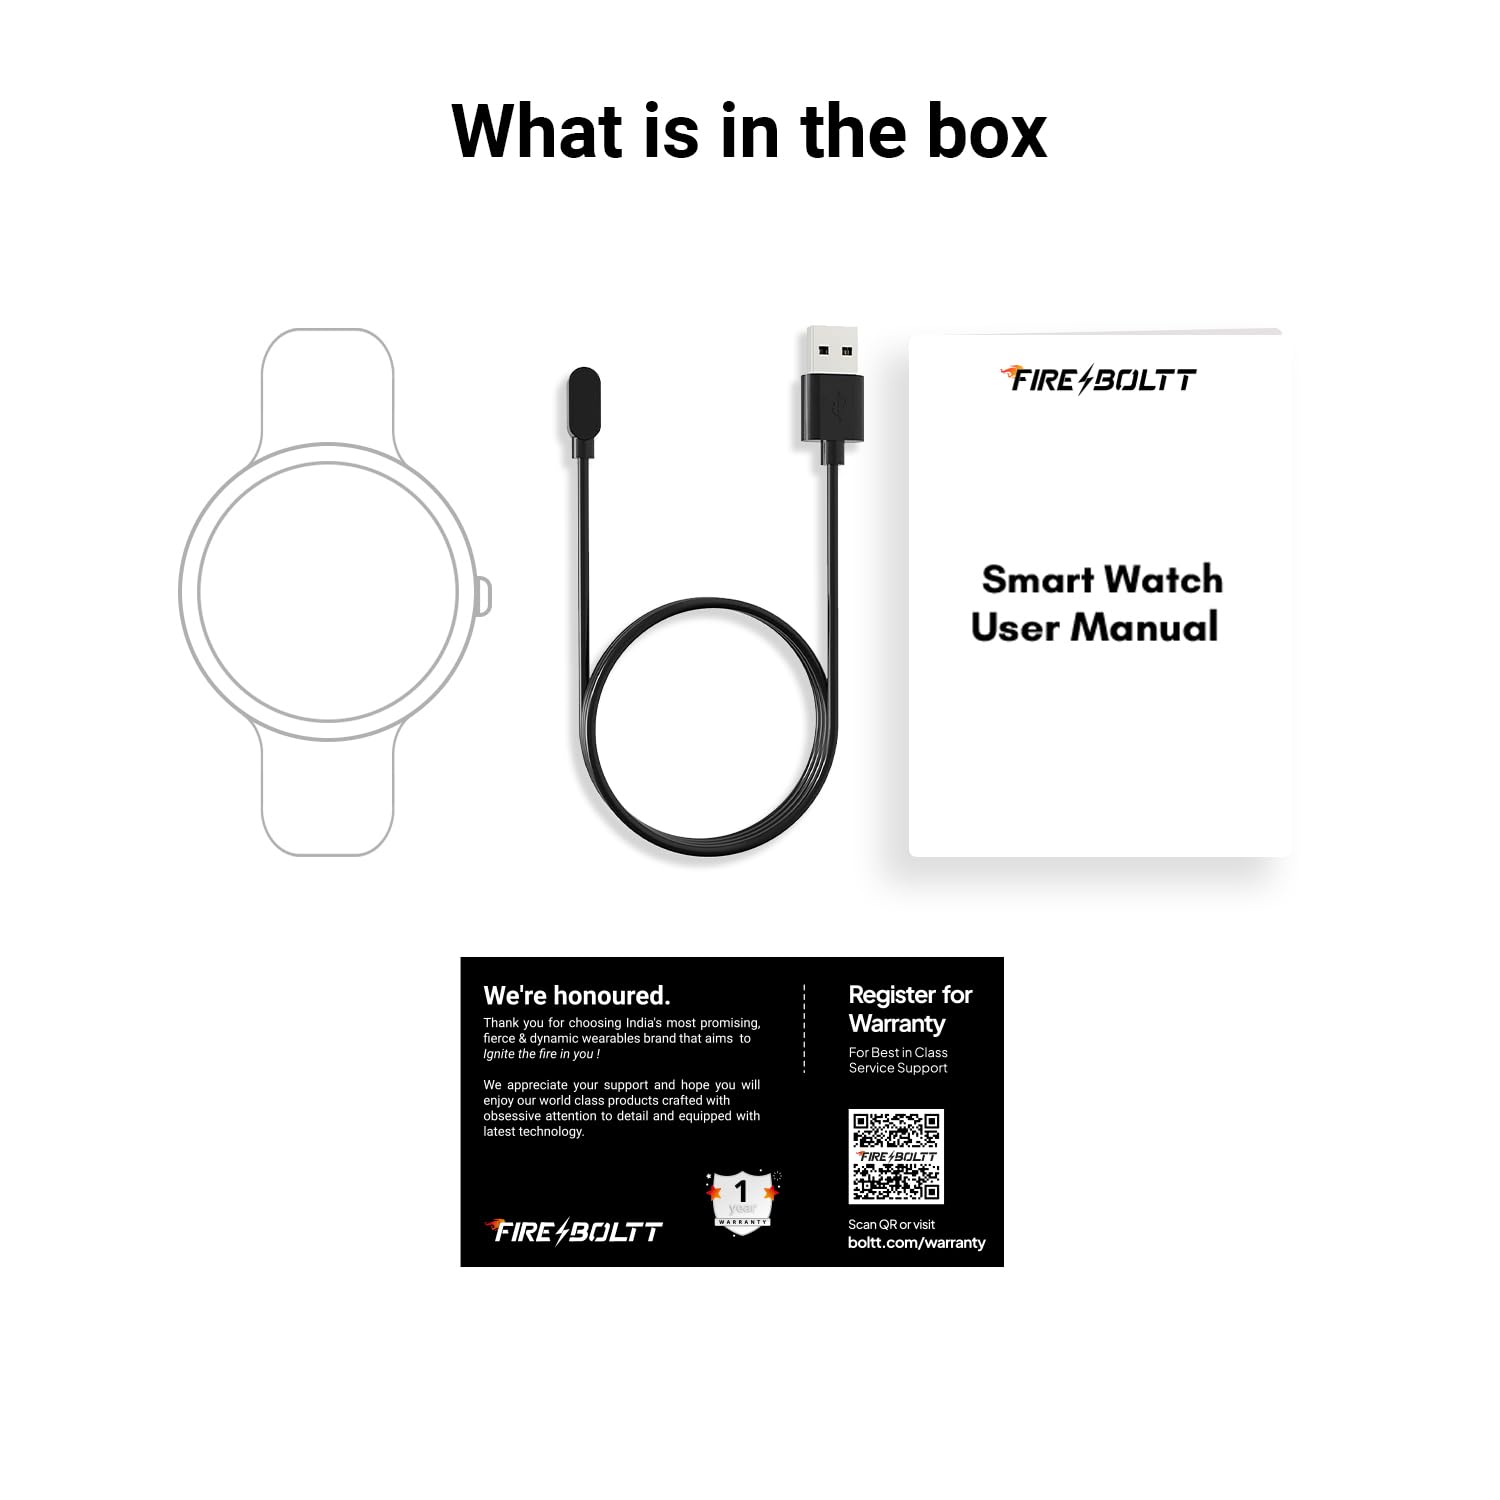 What is in the box
FIRE BOLTT
Smart Watch
User Manual
We're honoured.
Thank you for choosing India's most promising,
fierce & dynamic wearables brand that aims to
Ignite the fire in you !
We appreciate your support and hope you will
enjoy our world class products crafted with
obsessive attention to detail and equipped with
latest technology.
1
year
WARRANTY
FIRE BOLTT
Register for
Warranty
For Best in Class
Service Support
FIRE BOLTT
Scan QR or visit
boltt.com/warranty